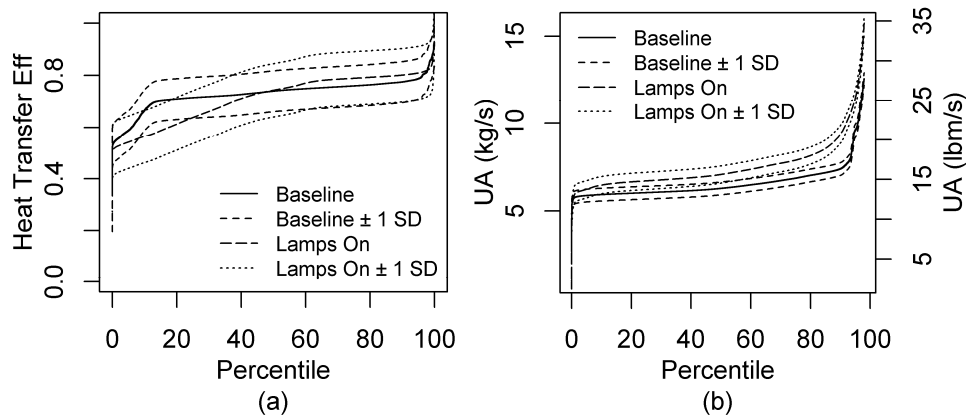 Heat Transfer Eff
0.0 0.4 0.8
Baseline
Baseline ± 1 SD
Lamps On
Lamps On ± 1 SD
0 20 40 60 80 100
Percentile
(a)
UA (kg/s)
5 10 15
Baseline
Baseline ± 1 SD
Lamps On
Lamps On ± 1 SD
0 20 40 60 80 100
Percentile
(b)
5 15 25 35
UA (lbm/s)